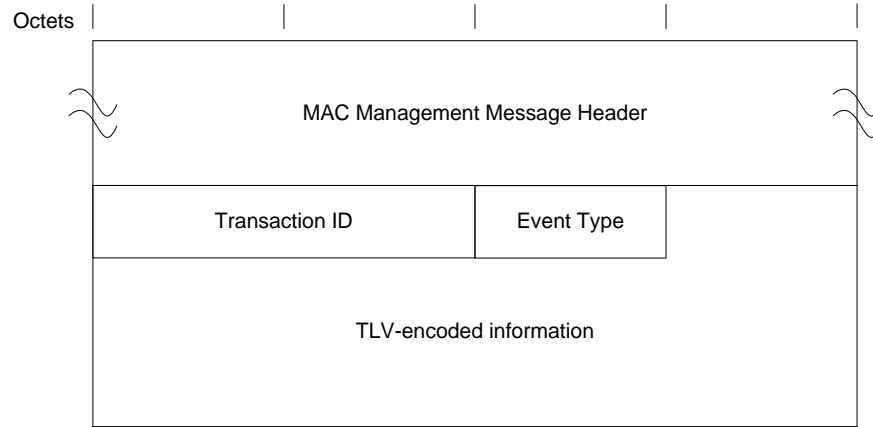 Octets
MAC Management Message Header
Transaction ID Event Type
TLV-encoded information